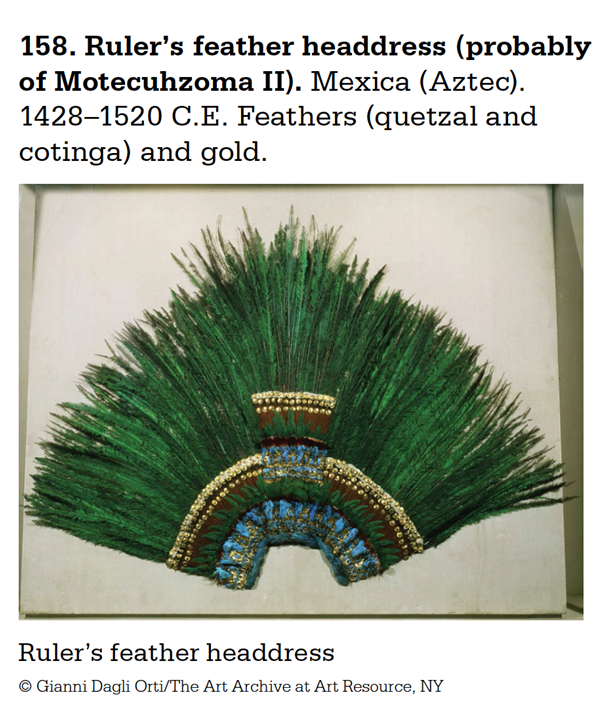 158. Ruler’s feather headdress (probably
of Motecuhzoma II). Mexica (Aztec).
1428–1520 C.E. Feathers (quetzal and
cotinga) and gold.
Ruler’s feather headdress
© Gianni Dagli Orti/The Art Archive at Art Resource, NY